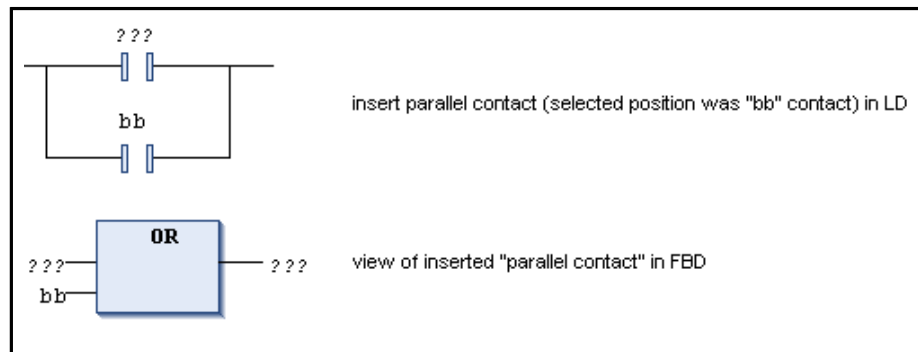 ???
insert parallel contact (selected position was "bb" contact) in LD
bb
OR
??? ??? view of inserted "parallel contact" in FBD
bb